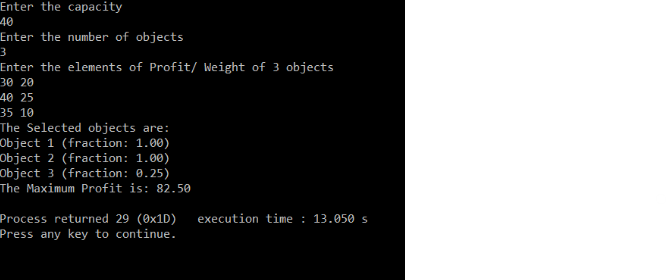 Enter the capacity
40
Enter the number of objects
3
Enter the elements of Profit/ Weight of 3 objects
30 20
40 25
35 10
The Selected objects are:
Object 1 (fraction: 1.00)
Object 2 (fraction: 1.00)
Object 3 (fraction: 0.25)
The Maximum Profit is: 82.50
Process returned 29 (0x1D)   execution time : 13.050 s
Press any key to continue.